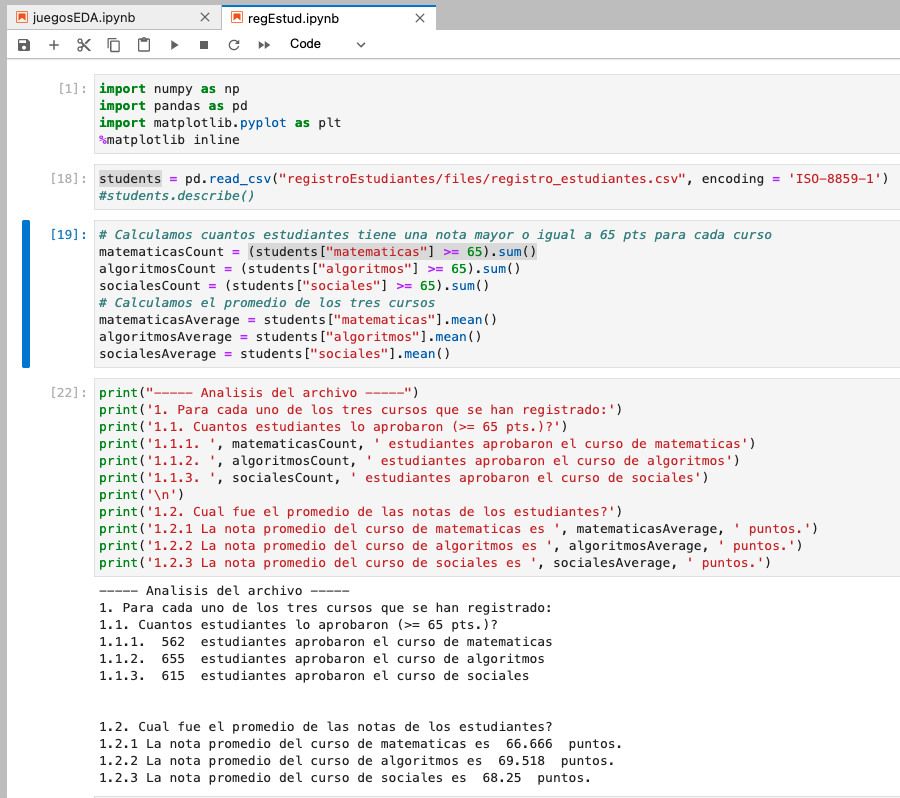 juegosEDA.ipynb
regEstud.ipynb
Code
[1]:
import numpy as np
import pandas as pd
import matplotlib.pyplot as plt
%matplotlib inline
[18]:
students = pd.read_csv("registroEstudiantes/files/registro_estudiantes.csv", encoding = 'ISO-8859-1')
#students.describe()
[19]:
# Calculamos cuantos estudiantes tiene una nota mayor o igual a 65 pts para cada curso
matematicasCount = (students["matematicas"] >= 65).sum()
algoritmosCount = (students["algoritmos"] >= 65).sum()
socialesCount = (students["sociales"] >= 65).sum()
# Calculamos el promedio de los tres cursos
matematicasAverage = students["matematicas"].mean()
algoritmosAverage = students["algoritmos"].mean()
socialesAverage = students["sociales"].mean()
[22]:
print("----- Analisis del archivo -----")
print('1. Para cada uno de los tres cursos que se han registrado:')
print('1.1. Cuantos estudiantes lo aprobaron (>= 65 pts.)?')
print('1.1.1. ', matematicasCount, ' estudiantes aprobaron el curso de matematicas')
print('1.1.2. ', algoritmosCount, ' estudiantes aprobaron el curso de algoritmos')
print('1.1.3. ', socialesCount, ' estudiantes aprobaron el curso de sociales')
print('\n')
print('1.2. Cual fue el promedio de las notas de los estudiantes?')
print('1.2.1 La nota promedio del curso de matematicas es ', matematicasAverage, ' puntos.')
print('1.2.2 La nota promedio del curso de algoritmos es ', algoritmosAverage, ' puntos.')
print('1.2.3 La nota promedio del curso de sociales es ', socialesAverage, ' puntos.')
----- Analisis del archivo -----
1. Para cada uno de los tres cursos que se han registrado:
1.1. Cuantos estudiantes lo aprobaron (>= 65 pts.)?
1.1.1.  562  estudiantes aprobaron el curso de matematicas
1.1.2.  655  estudiantes aprobaron el curso de algoritmos
1.1.3.  615  estudiantes aprobaron el curso de sociales
1.2. Cual fue el promedio de las notas de los estudiantes?
1.2.1 La nota promedio del curso de matematicas es  66.666  puntos.
1.2.2 La nota promedio del curso de algoritmos es  69.518  puntos.
1.2.3 La nota promedio del curso de sociales es  68.25  puntos.